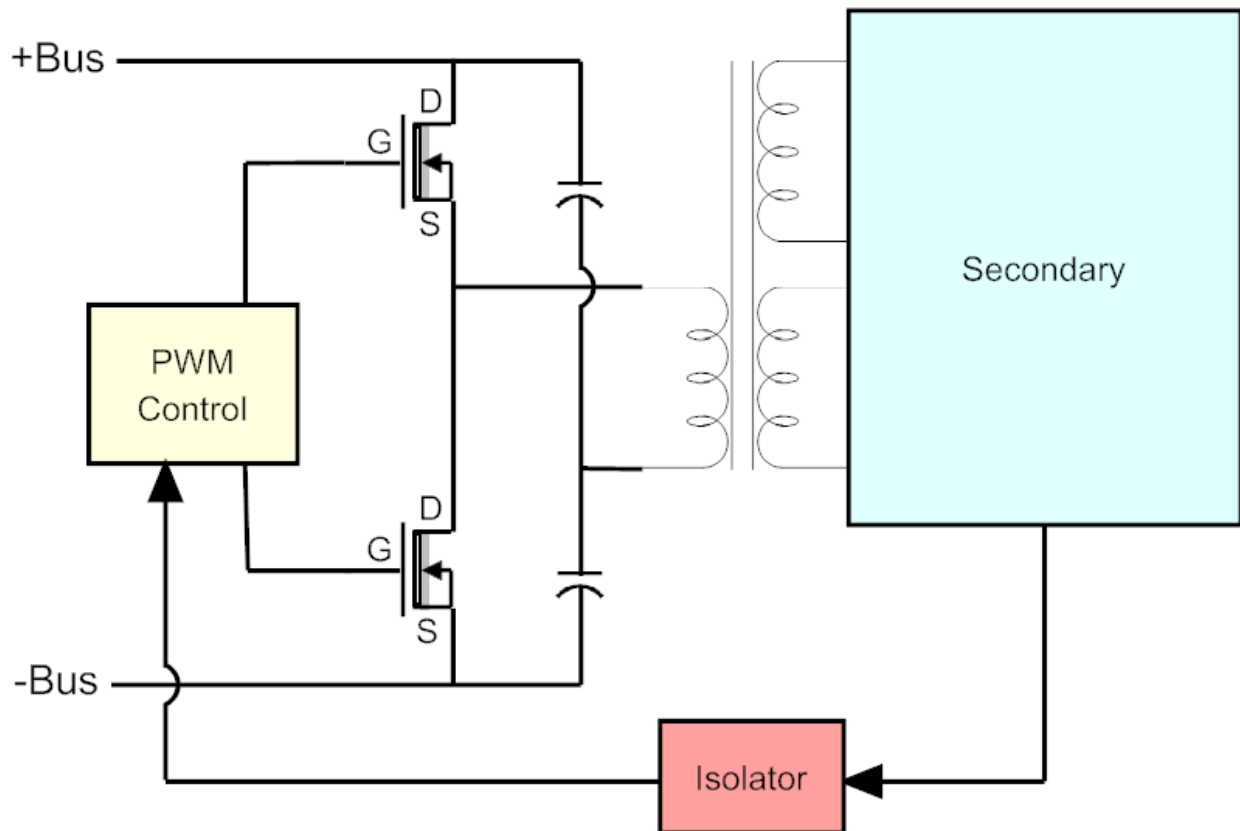 +Bus
D
G
S
Secondary
PWM
Control
D
G
S
-Bus
Isolator